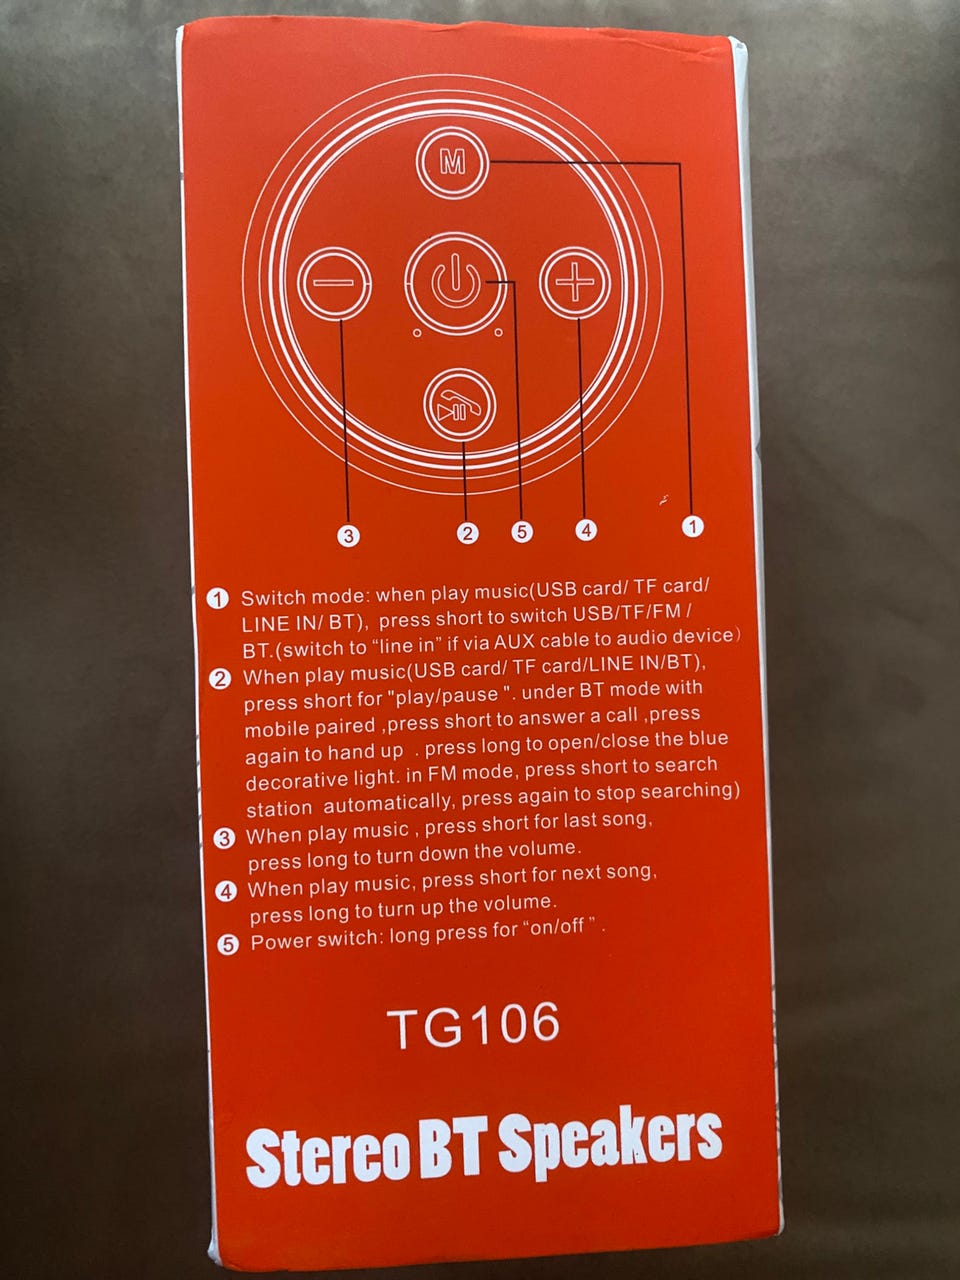 M
3 2 5 4 1
1 Switch mode: when play music(USB card/ TF card/
LINE IN/ BT), press short to switch USB/TF/FM /
BT.(switch to “line in” if via AUX cable to audio device)
2 When play music(USB card/ TF card/LINE IN/BT),
press short for "play/pause ". under BT mode with
mobile paired ,press short to answer a call ,press
again to hand up . press long to open/close the blue
decorative light. in FM mode, press short to search
station automatically, press again to stop searching)
3 When play music , press short for last song,
press long to turn down the volume.
4 When play music, press short for next song,
press long to turn up the volume.
5 Power switch: long press for “on/off ” .
TG106
Stereo BT Speakers